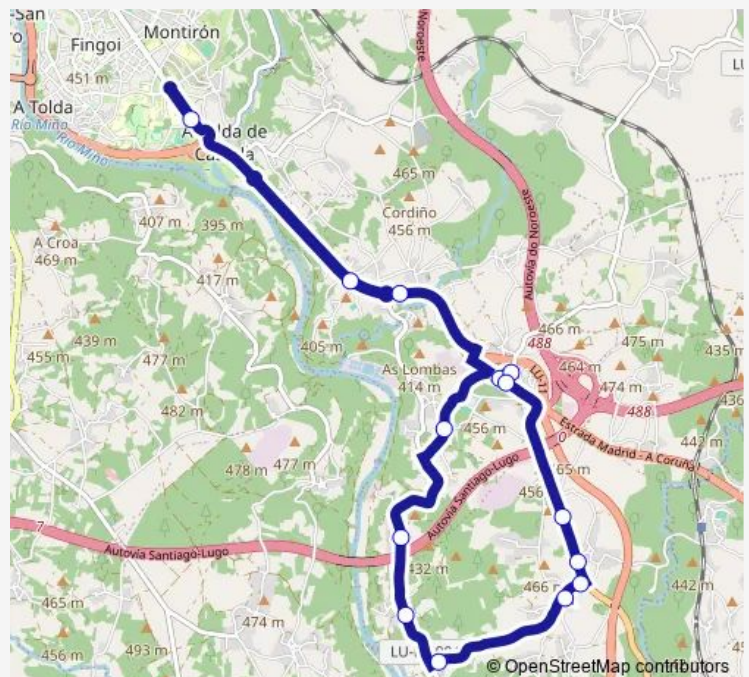 San
Montirón
Fingoi
451 m
A Tolda
Río Miño
Río Miño
465 m
Cordiño
456 m
407 m
395 m
A Croa
469 m
417 m
Noroeste
Autovía do Noroeste
439 m
455 m
477 m
405 m
466 m
488
475 m
435 m
464 m
As Lombas
414 m
LU-11
474 m
488
482 m
456 m
Estrada Madrid - A Coruña
442 m
478 m
477 m
Autovía Santiago-Lugo
456
7
Autovía Santiago-Lugo
432 m
466 m
442 m
465 m
474 m
456 m
493 m
© OpenStreetMap contributors